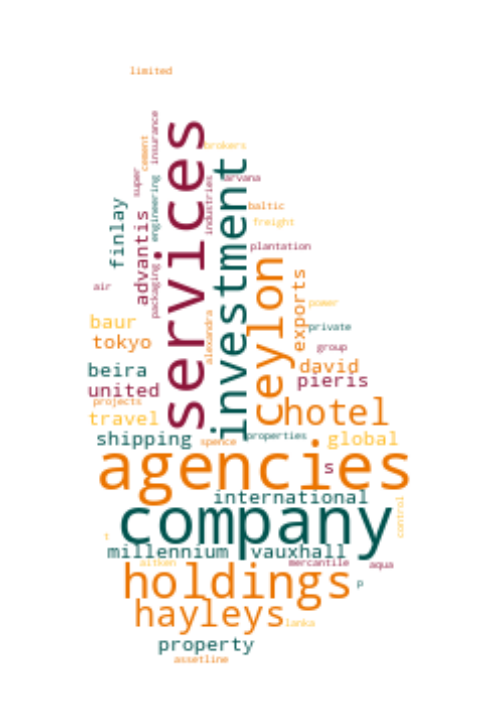 limited
services
investment
ceylon
insurance
cement
super
engineering
brokers
industries
arvana
finlay
advantis
baltic
freight
plantation
packaging
air
exports
power
baur
tokyo
alexandra
private
group
beira
united
david
pieris
projects
travel
hotel
shipping
spence
properties
global
agencies
s
international
company
control
t
millennium
vauxhall
aitken
mercantile
aqua
holdings
p
hayleys
lanka
property
assetline